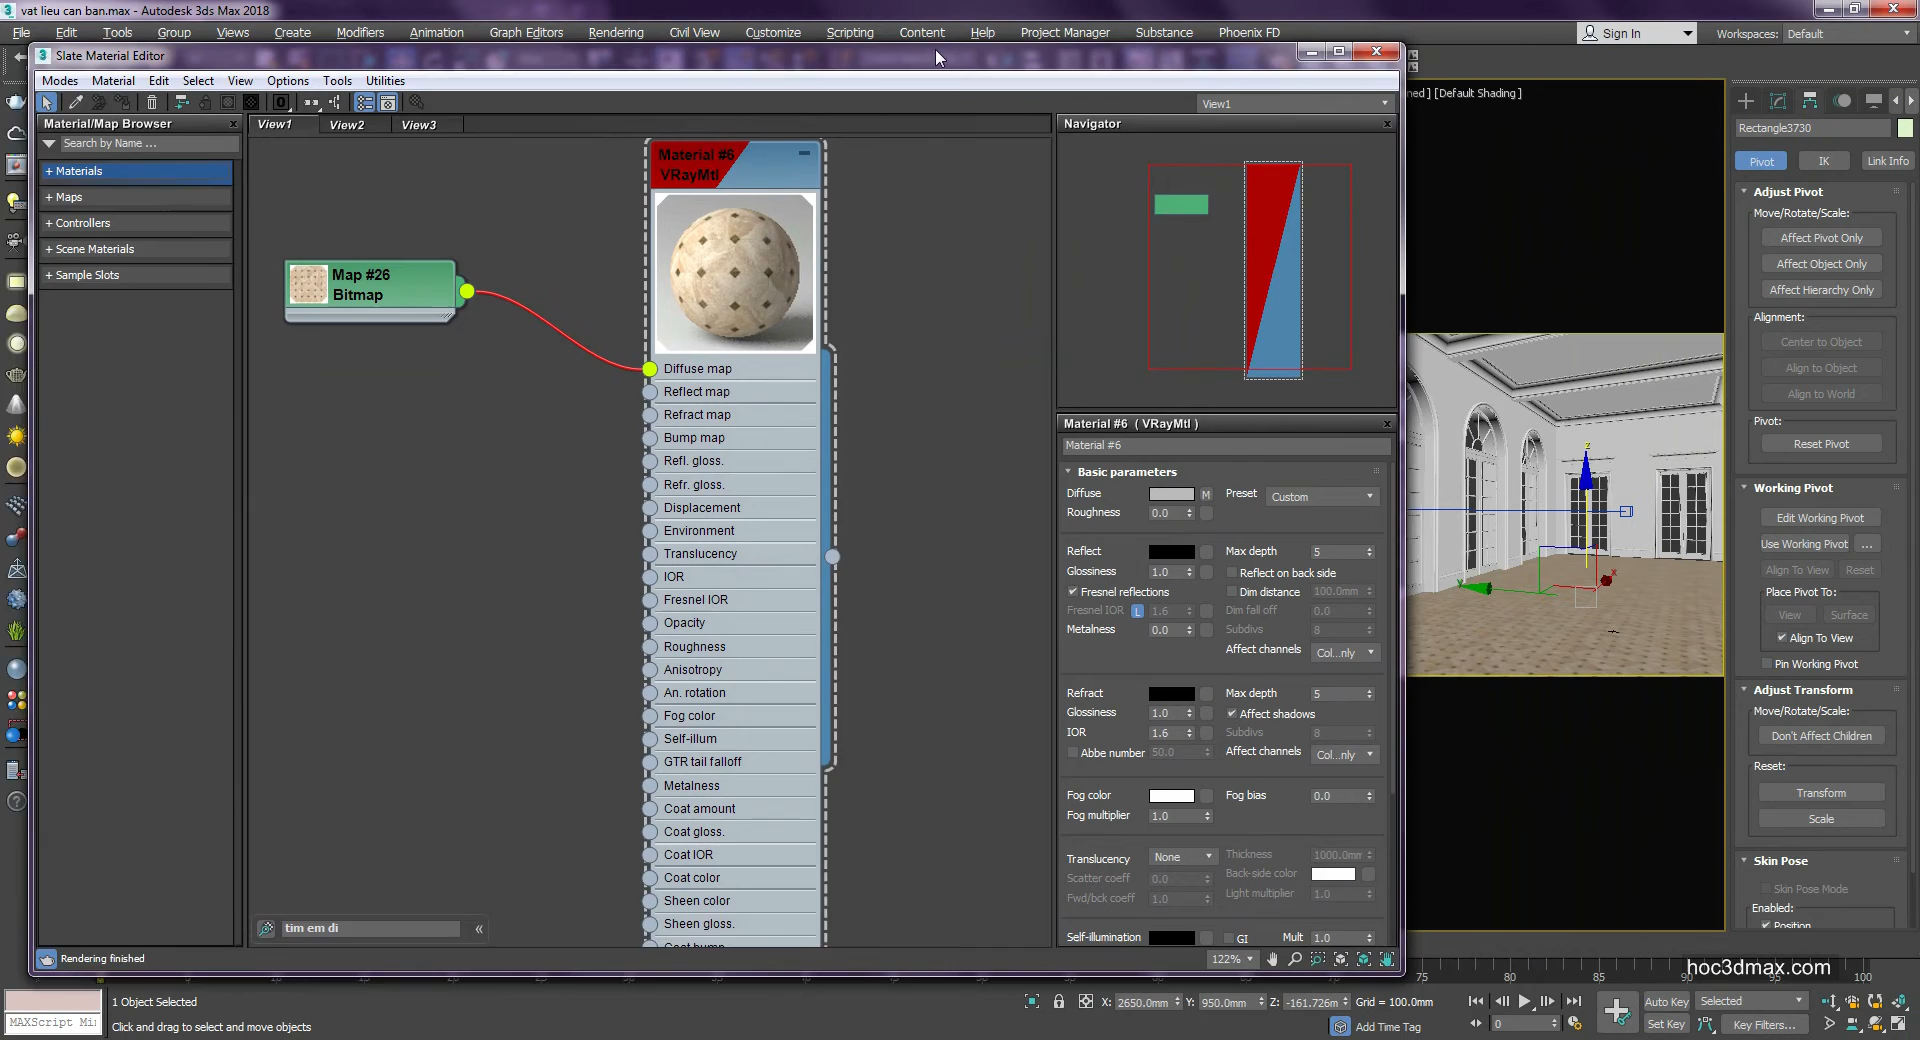 vat lieu can ban.max - Autodesk 3ds Max 2018
File Edit Tools Group Views Create Modifiers Animation Graph Editors Rendering Civil View Customize Scripting Content Help Project Manager Substance Phoenix FD
Sign In
Workspaces: Default
Slate Material Editor
Modes Material Edit Select View Options Tools Utilities
View1
ned ] [Default Shading ]
Material/Map Browser
Search by Name ...
+ Materials
+ Maps
+ Controllers
+ Scene Materials
+ Sample Slots
View1 View2 View3
Map #26
Bitmap
Material #6
VRayMtl
Diffuse map
Reflect map
Refract map
Bump map
Refl. gloss.
Refr. gloss.
Displacement
Environment
Translucency
IOR
Fresnel IOR
Opacity
Roughness
Anisotropy
An. rotation
Fog color
Self-illum
GTR tail falloff
Metalness
Coat amount
Coat gloss.
Coat IOR
Coat color
Sheen color
Sheen gloss.
Coat bump
tim em di
Rendering finished
Navigator
Material #6 ( VRayMtl )
Material #6
Basic parameters
Diffuse M Preset Custom
Roughness 0.0
Reflect Max depth 5
Glossiness 1.0 Reflect on back side
Fresnel reflections Dim distance 100.0mm
Fresnel IOR L 1.6 Dim fall off 0.0
Metalness 0.0 Subdivs 8
Affect channels Col...nly
Refract Max depth 5
Glossiness 1.0 Affect shadows
IOR 1.6 Subdivs 8
Abbe number 50.0 Affect channels Col...nly
Fog color Fog bias 0.0
Fog multiplier 1.0
Translucency None Thickness 1000.0mm
Scatter coeff 0.0 Back-side color
Fwd/bck coeff 1.0 Light multiplier 1.0
Self-illumination GI Mult 1.0
122%
Rectangle3730
Pivot IK Link Info
Adjust Pivot
Move/Rotate/Scale:
Affect Pivot Only
Affect Object Only
Affect Hierarchy Only
Alignment:
Center to Object
Align to Object
Align to World
Pivot:
Reset Pivot
Working Pivot
Edit Working Pivot
Use Working Pivot ...
Align To View Reset
Place Pivot To:
View Surface
Align To View
Pin Working Pivot
Adjust Transform
Move/Rotate/Scale:
Don't Affect Children
Reset:
Transform
Scale
Skin Pose
Skin Pose Mode
Enabled:
Position
z
x
y
75 80 85 90 95 100
hoc3dmax.com
1 Object Selected
MAXScript Mi
Click and drag to select and move objects
X: 2650.0mm Y: 950.0mm Z: -161.726m Grid = 100.0mm
Add Time Tag
0
Auto Key Selected
Set Key Key Filters...